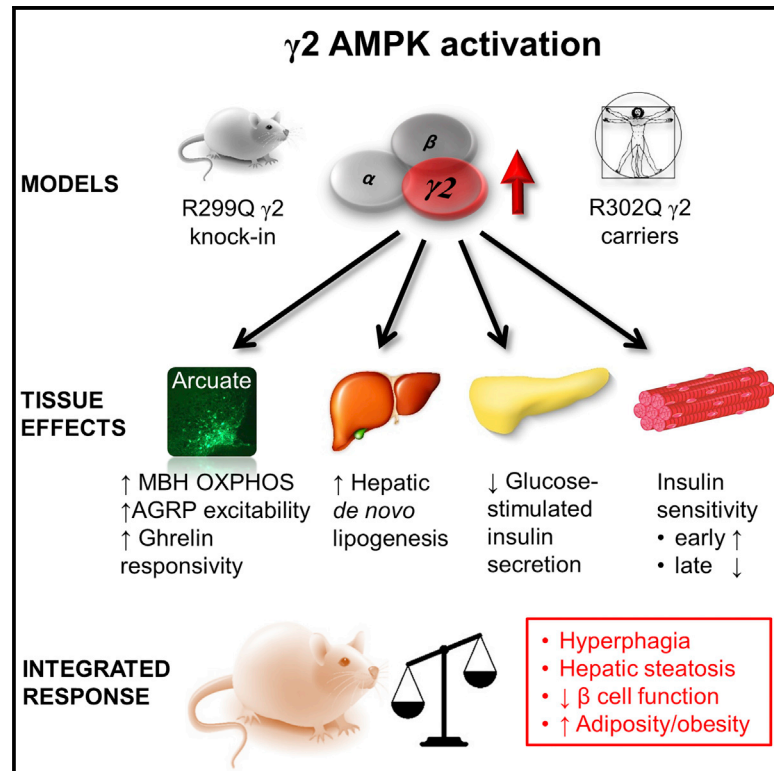 γ2 AMPK activation
MODELS
α
β
γ2
R299Q γ2
knock-in
R302Q γ2
carriers
TISSUE
EFFECTS
Arcuate
↑ MBH OXPHOS
↑AGRP excitability
↑ Ghrelin
responsivity
↑ Hepatic
de novo
lipogenesis
↓ Glucose-
stimulated
insulin
secretion
Insulin
sensitivity
• early ↑
• late ↓
INTEGRATED
RESPONSE
• Hyperphagia
• Hepatic steatosis
• ↓ β cell function
• ↑ Adiposity/obesity